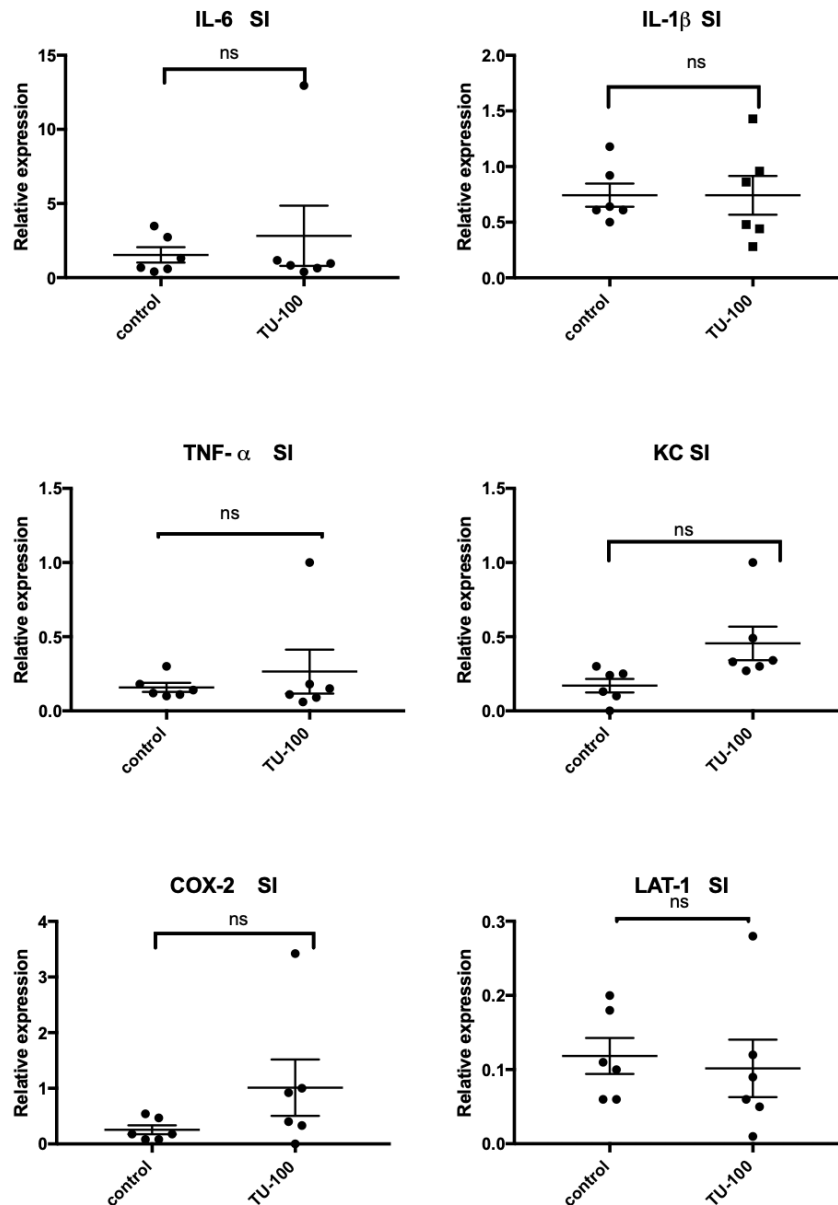 IL-6 SI
ns
Relative expression
15
10
5
0
control
TU-100
IL-1β SI
ns
Relative expression
2.0
1.5
1.0
0.5
0.0
control
TU-100
TNF- α SI
ns
Relative expression
1.5
1.0
0.5
0.0
control
TU-100
KC SI
ns
Relative expression
1.5
1.0
0.5
0.0
control
TU-100
COX-2 SI
ns
Relative expression
4
3
2
1
0
control
TU-100
LAT-1 SI
ns
Relative expression
0.3
0.2
0.1
0.0
control
TU-100